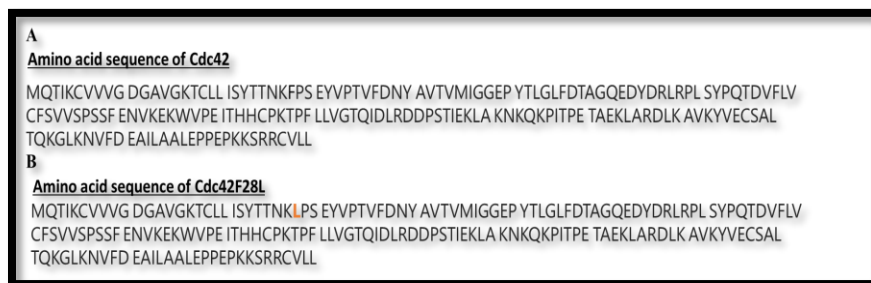 A
Amino acid sequence of Cdc42
MQTIKCVVVG DGAVGKTCLL ISYTTNKFPS EYVPTVFDNY AVTVMIGGEP YTLGLFDTAGQEDYDRLRPL SYPQTDVFLV
CFSVVSPSSF ENVKEKWVPE ITHHCPKTPF LLVGTQIDLRDDPSTIEKLA KNKQKPITPE TAEKLARDLK AVKYVECSAL
TQKGLKNVFD EAILAALEPPEPKKSRRCVLL
B
Amino acid sequence of Cdc42F28L
MQTIKCVVVG DGAVGKTCLL ISYTTNKLPS EYVPTVFDNY AVTVMIGGEP YTLGLFDTAGQEDYDRLRPL SYPQTDVFLV
CFSVVSPSSF ENVKEKWVPE ITHHCPKTPF LLVGTQIDLRDDPSTIEKLA KNKQKPITPE TAEKLARDLK AVKYVECSAL
TQKGLKNVFD EAILAALEPPEPKKSRRCVLL